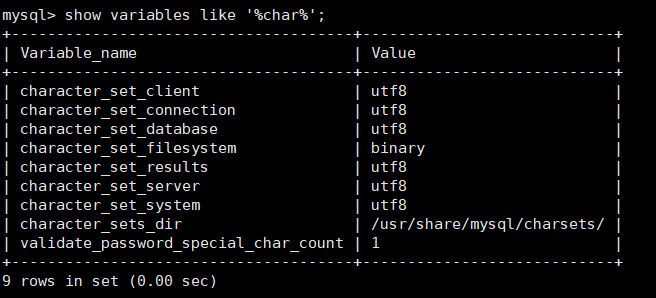 mysql> show variables like '%char%';
+--------------------------------------+----------------------------+
| Variable_name                        | Value                      |
+--------------------------------------+----------------------------+
| character_set_client                 | utf8                       |
| character_set_connection             | utf8                       |
| character_set_database               | utf8                       |
| character_set_filesystem             | binary                     |
| character_set_results                | utf8                       |
| character_set_server                 | utf8                       |
| character_set_system                 | utf8                       |
| character_sets_dir                   | /usr/share/mysql/charsets/ |
| validate_password_special_char_count | 1                          |
+--------------------------------------+----------------------------+
9 rows in set (0.00 sec)